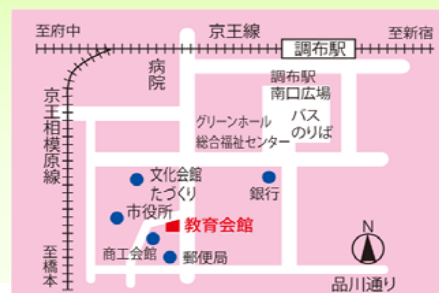 至府中
京王線
至新宿
調布駅
病院
調布駅
南口広場
京王相模原線
グリーンホール
総合福祉センター
バス
のりば
文化会館
たづくり
銀行
市役所
教育会館
商工会館
郵便局
至橋本
N
品川通り